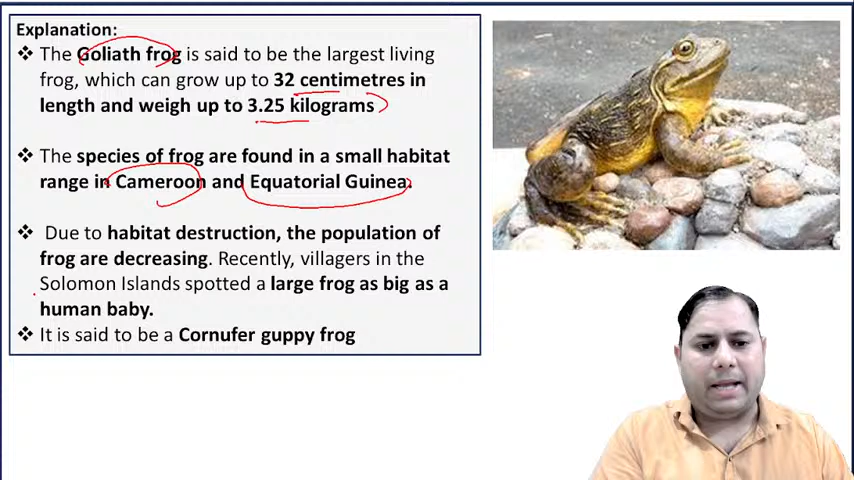 Explanation:
❖ The Goliath frog is said to be the largest living
frog, which can grow up to 32 centimetres in
length and weigh up to 3.25 kilograms
❖ The species of frog are found in a small habitat
range in Cameroon and Equatorial Guinea.
❖ Due to habitat destruction, the population of
frog are decreasing. Recently, villagers in the
Solomon Islands spotted a large frog as big as a
human baby.
❖ It is said to be a Cornufer guppy frog